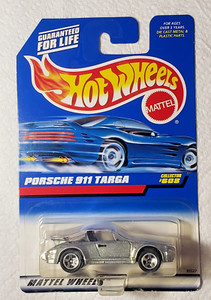 GUARANTEED
FOR LIFE
FOR AGES
OVER 3 YEARS.
DIE CAST METAL &
PLASTIC PARTS.
Hot Wheels
MATTEL
PORSCHE 911 TARGA
COLLECTOR
MATTEL WHEELS